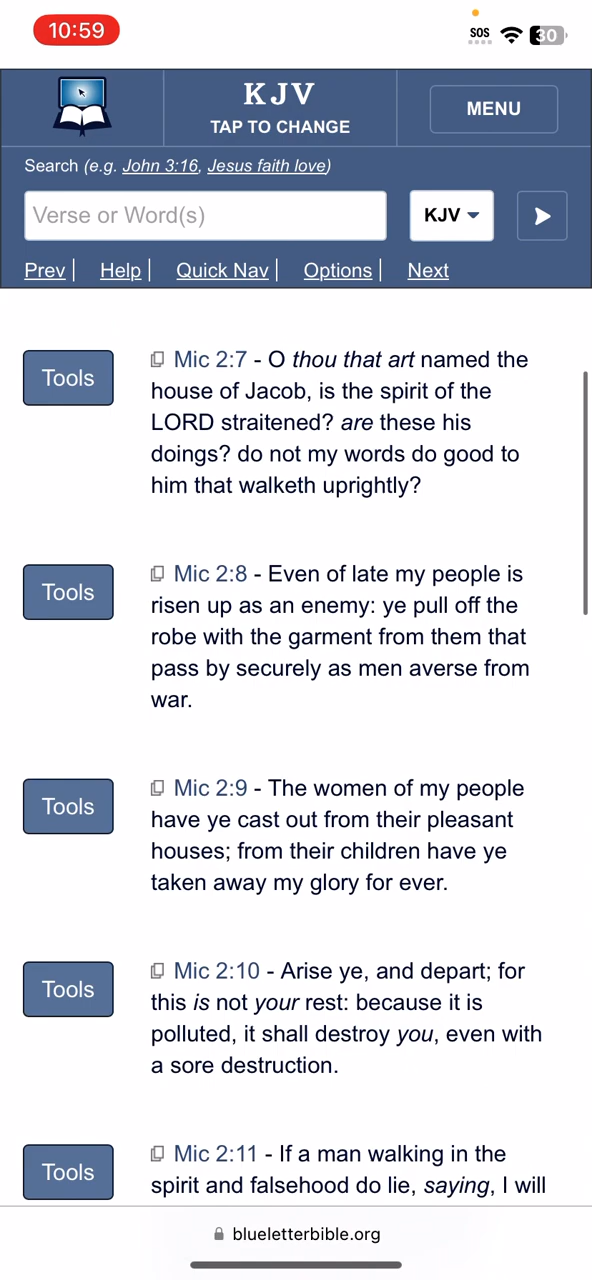 10:59
SOS
30
KJV
TAP TO CHANGE
MENU
Search (e.g. John 3:16, Jesus faith love)
Verse or Word(s)
KJV
Prev | Help | Quick Nav | Options | Next
Tools
Mic 2:7 - O thou that art named the
house of Jacob, is the spirit of the
LORD straitened? are these his
doings? do not my words do good to
him that walketh uprightly?
Tools
Mic 2:8 - Even of late my people is
risen up as an enemy: ye pull off the
robe with the garment from them that
pass by securely as men averse from
war.
Tools
Mic 2:9 - The women of my people
have ye cast out from their pleasant
houses; from their children have ye
taken away my glory for ever.
Tools
Mic 2:10 - Arise ye, and depart; for
this is not your rest: because it is
polluted, it shall destroy you, even with
a sore destruction.
Tools
Mic 2:11 - If a man walking in the
spirit and falsehood do lie, saying, I will
blueletterbible.org